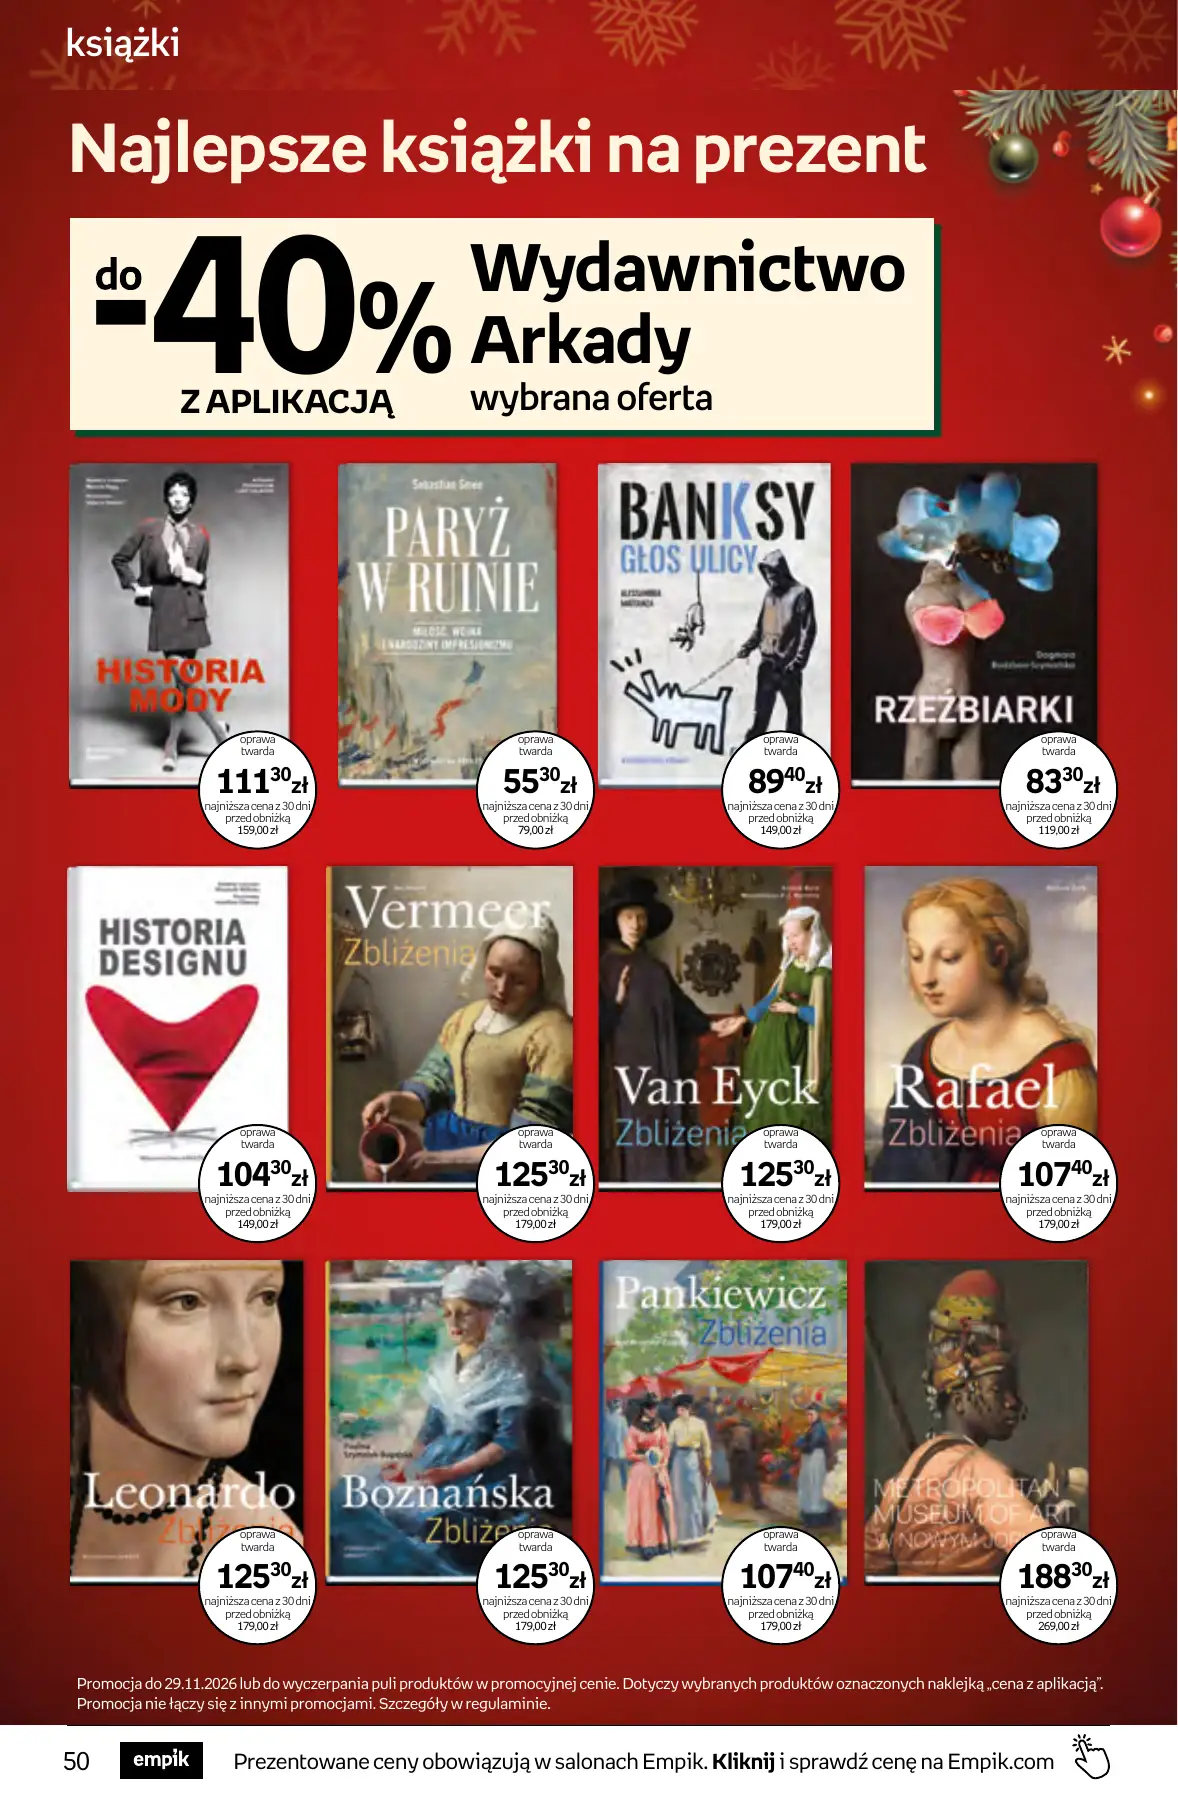 książki
Najlepsze książki na prezent
do
-40%
Z APLIKACJĄ
Wydawnictwo
Arkady
wybrana oferta
HISTORIA
MODY
oprawa
twarda
111 30 zł
najniższa cena z 30 dni
przed obniżką
159,00 zł
Sebastian Smee
PARYŻ
W RUINIE
MIŁOŚĆ, WOJNA
I NARODZINY IMPRESJONIZMU
oprawa
twarda
55 30 zł
najniższa cena z 30 dni
przed obniżką
79,00 zł
BANKSY
GŁOS ULICY
ALESSANDRA
MATTANZA
oprawa
twarda
89 40 zł
najniższa cena z 30 dni
przed obniżką
149,00 zł
Dagmara
RZEŹBIARKI
oprawa
twarda
83 30 zł
najniższa cena z 30 dni
przed obniżką
119,00 zł
HISTORIA
DESIGNU
oprawa
twarda
104 30 zł
najniższa cena z 30 dni
przed obniżką
149,00 zł
Vermeer
Zbliżenia
oprawa
twarda
125 30 zł
najniższa cena z 30 dni
przed obniżką
179,00 zł
Van Eyck
Zbliżenia
oprawa
twarda
125 30 zł
najniższa cena z 30 dni
przed obniżką
179,00 zł
Rafael
Zbliżenia
oprawa
twarda
107 40 zł
najniższa cena z 30 dni
przed obniżką
179,00 zł
Leonardo
Zbliżenia
oprawa
twarda
125 30 zł
najniższa cena z 30 dni
przed obniżką
179,00 zł
Paulina
Boznańska
Zbliżenia
oprawa
twarda
125 30 zł
najniższa cena z 30 dni
przed obniżką
179,00 zł
Pankiewicz
Zbliżenia
oprawa
twarda
107 40 zł
najniższa cena z 30 dni
przed obniżką
179,00 zł
METROPOLITAN
MUSEUM OF ART
W NOWYM JORKU
oprawa
twarda
188 30 zł
najniższa cena z 30 dni
przed obniżką
269,00 zł
Promocja do 29.11.2026 lub do wyczerpania puli produktów w promocyjnej cenie. Dotyczy wybranych produktów oznaczonych naklejką „cena z aplikacją”.
Promocja nie łączy się z innymi promocjami. Szczegóły w regulaminie.
50
empik
Prezentowane ceny obowiązują w salonach Empik. Kliknij i sprawdź cenę na Empik.com